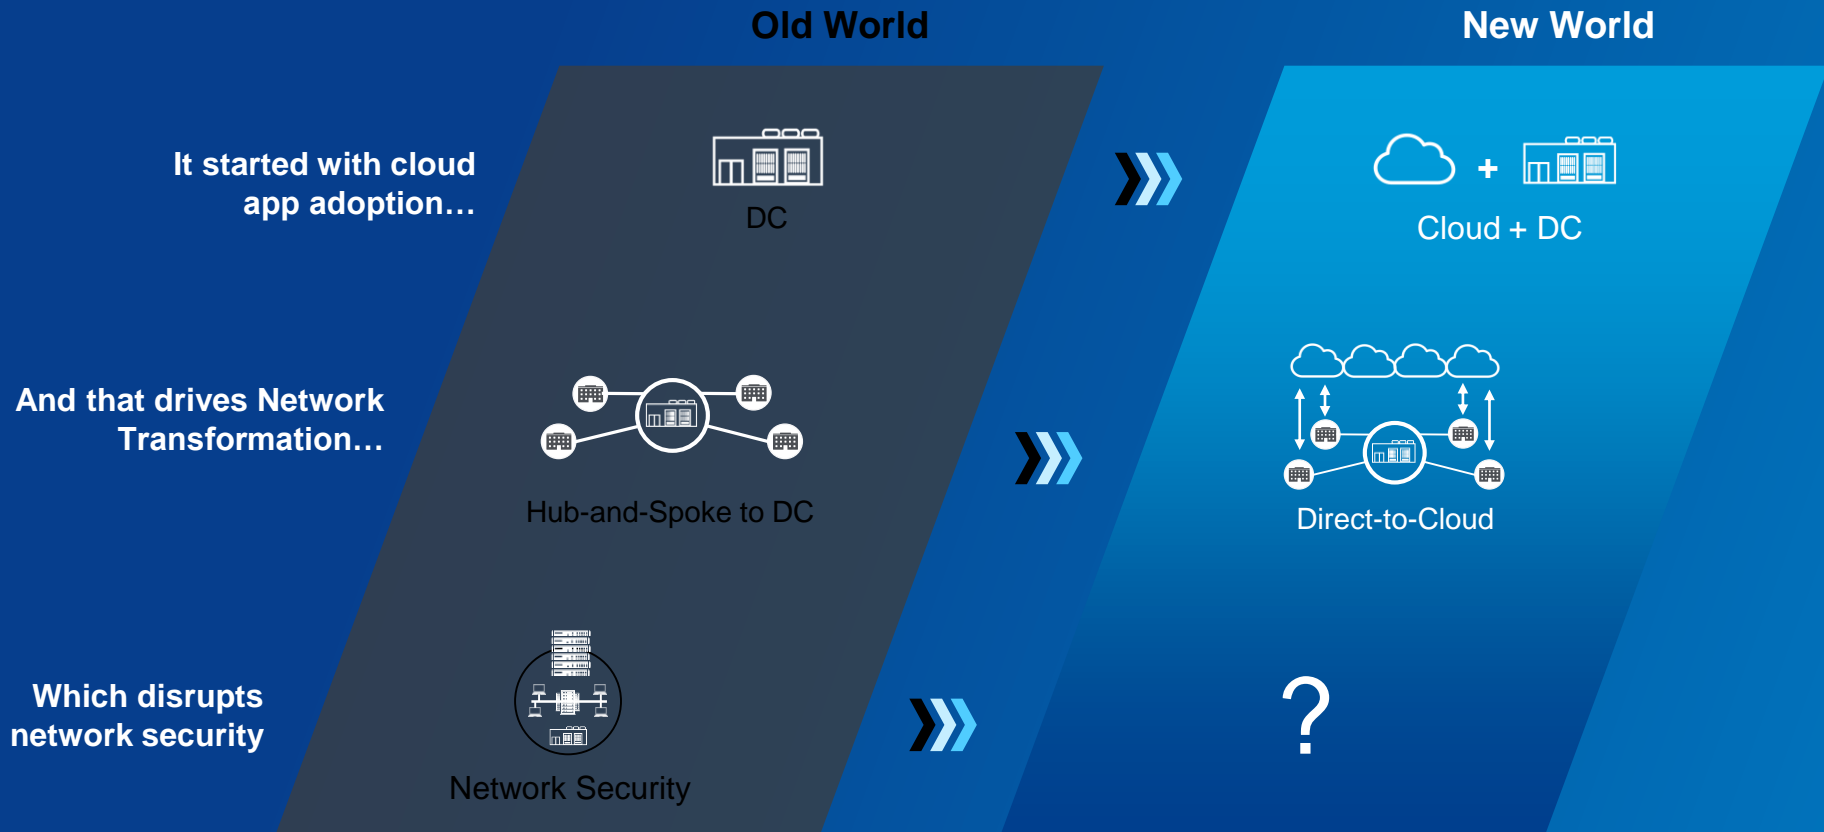 Old World
New World
It started with cloud
app adoption…
DC
+
Cloud + DC
And that drives Network
Transformation…
Hub-and-Spoke to DC
Direct-to-Cloud
Which disrupts
network security
Network Security
?